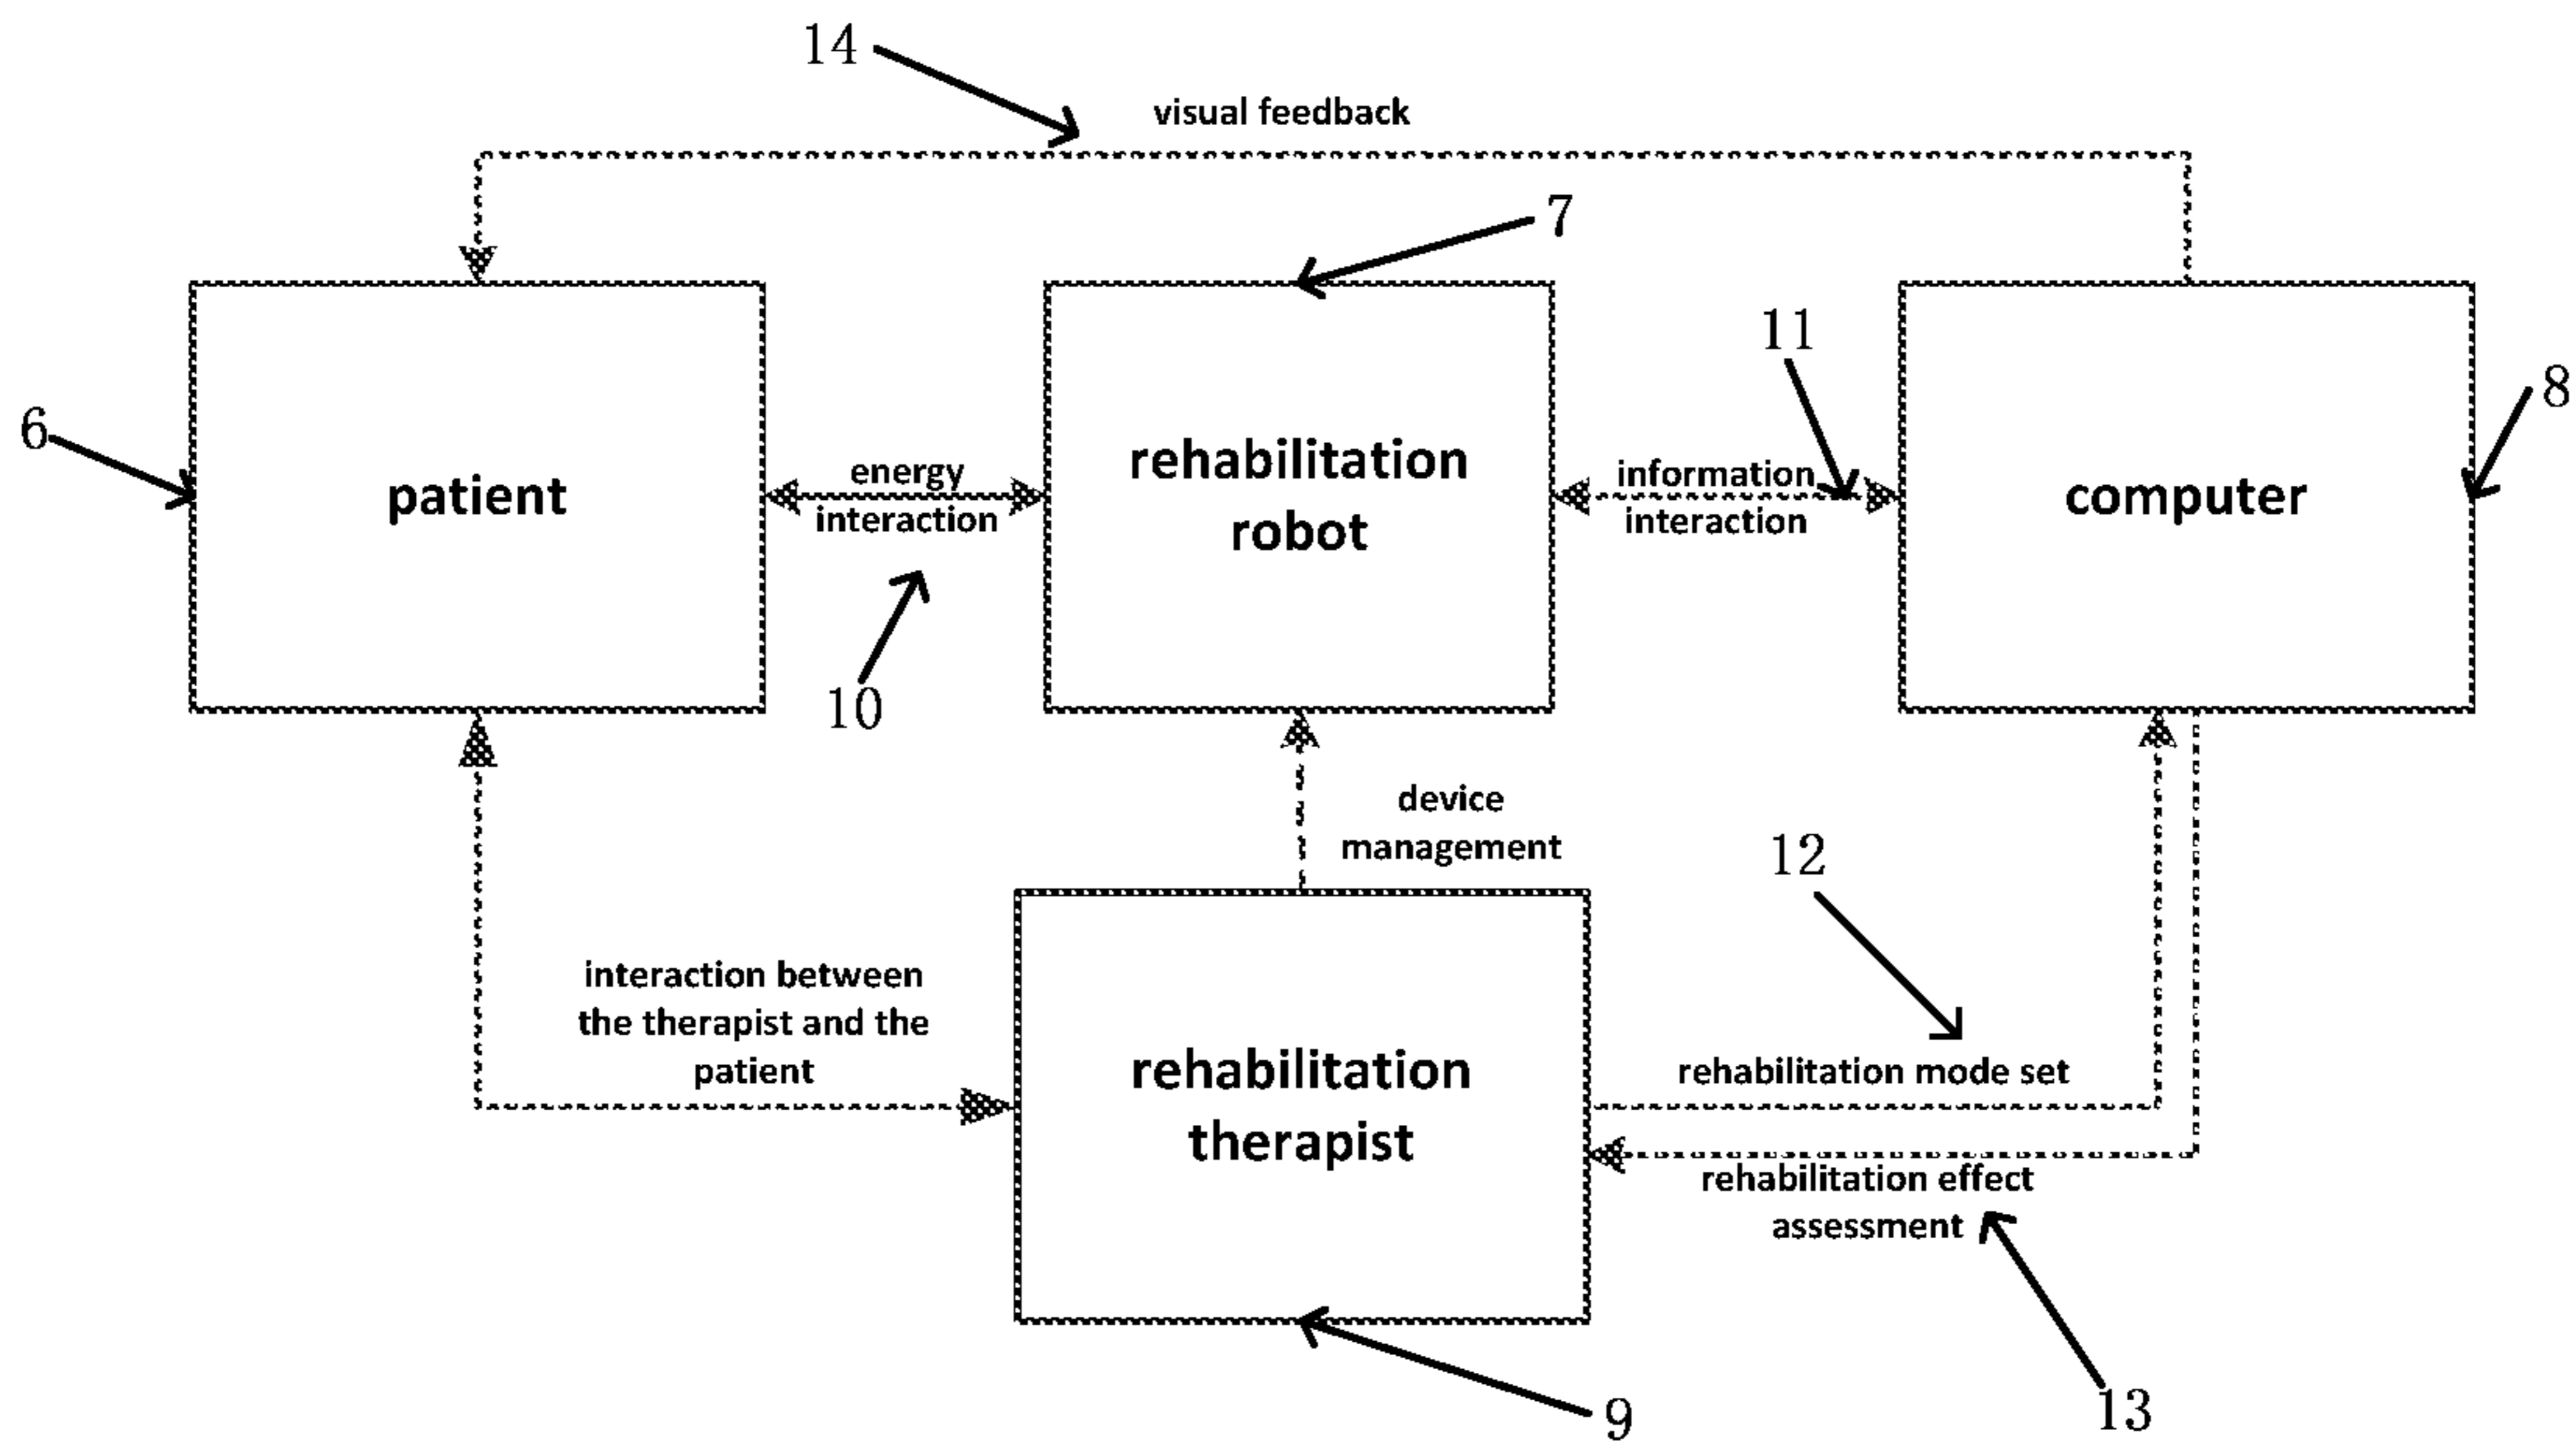 14
visual feedback
7
11
8
6
patient
energy
interaction
rehabilitation
robot
information
interaction
computer
10
device
management
12
interaction between
the therapist and the
patient
rehabilitation
therapist
rehabilitation mode set
rehabilitation effect
assessment
9
13